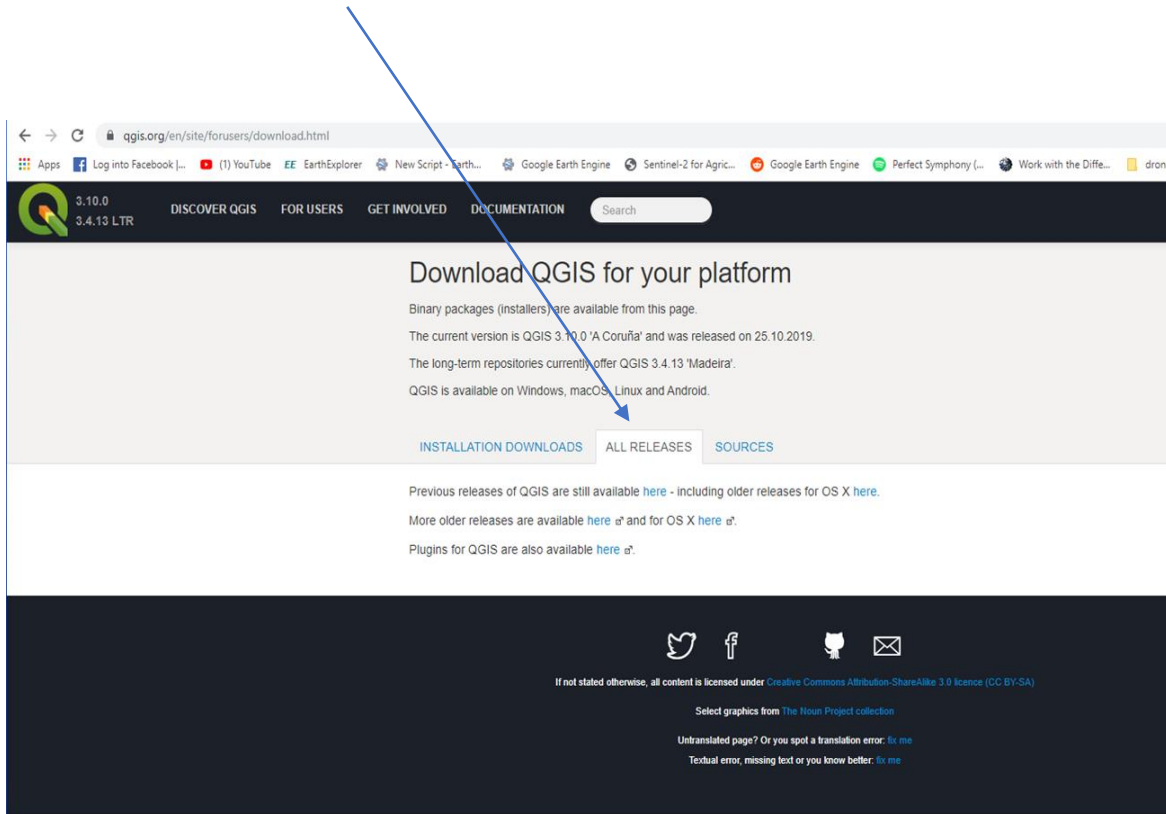 qgis.org/en/site/forusers/download.html
Apps Log into Facebook |... (1) YouTube EE EarthExplorer New Script - Earth... Google Earth Engine Sentinel-2 for Agric... Google Earth Engine Perfect Symphony (... Work with the Diffe... dron
3.10.0
3.4.13 LTR
DISCOVER QGIS FOR USERS GET INVOLVED DOCUMENTATION Search
Download QGIS for your platform
Binary packages (installers) are available from this page.
The current version is QGIS 3.10.0 'A Coruña' and was released on 25.10.2019.
The long-term repositories currently offer QGIS 3.4.13 'Madeira'.
QGIS is available on Windows, macOS, Linux and Android.
INSTALLATION DOWNLOADS ALL RELEASES SOURCES
Previous releases of QGIS are still available here - including older releases for OS X here.
More older releases are available here and for OS X here.
Plugins for QGIS are also available here.
If not stated otherwise, all content is licensed under Creative Commons Attribution-ShareAlike 3.0 licence (CC BY-SA)
Select graphics from The Noun Project collection
Untranslated page? Or you spot a translation error: fix me
Textual error, missing text or you know better: fix me